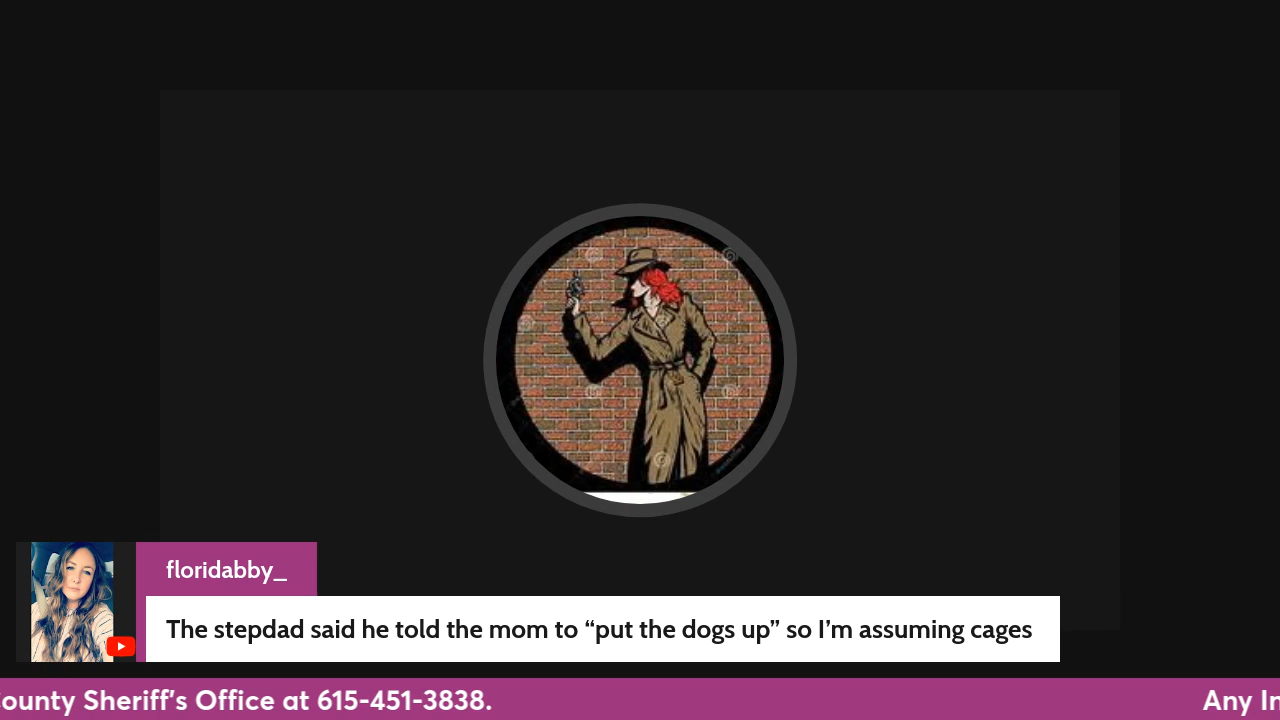 floridabby_
The stepdad said he told the mom to “put the dogs up” so I’m assuming cages
ounty Sheriff's Office at 615-451-3838.
Any In